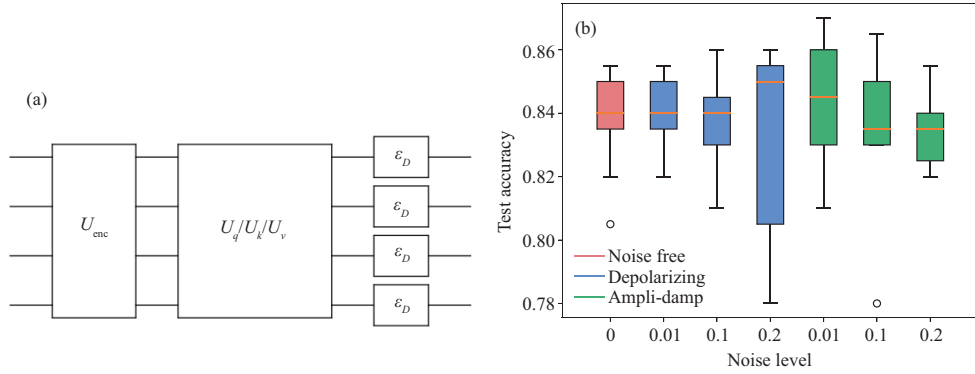 (a)
U_enc
U_q/U_k/U_v
ε_D
ε_D
ε_D
ε_D
(b)
Test accuracy
0.86
0.84
0.82
0.80
0.78
Noise free
Depolarizing
Ampli-damp
0 0.01 0.1 0.2 0.01 0.1 0.2
Noise level